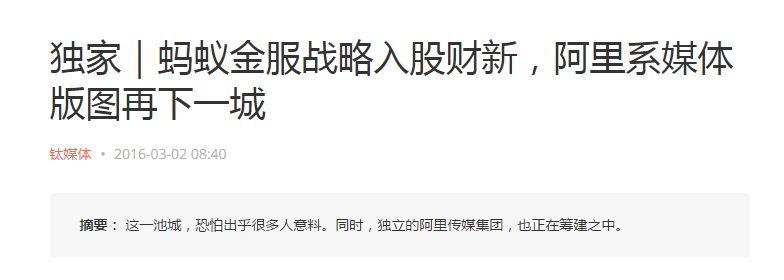 独家｜蚂蚁金服战略入股财新，阿里系媒体
版图再下一城
钛媒体 • 2016-03-02 08:40
摘要： 这一池城，恐怕出乎很多人意料。同时，独立的阿里传媒集团，也正在筹建之中。